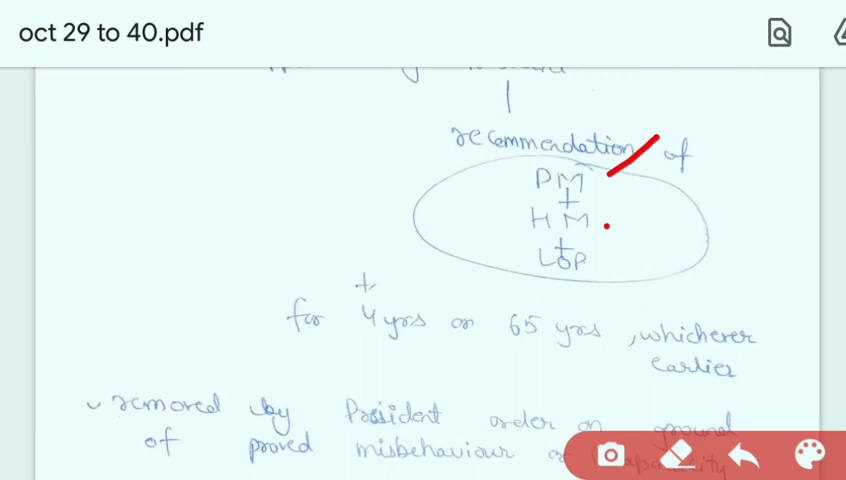 oct 29 to 40.pdf
recommendation of
PM
+
HM
+
LOP
+
for 4 yrs or 65 yrs, whichever
earlier
removed by President order on ground
of proved misbehaviour or